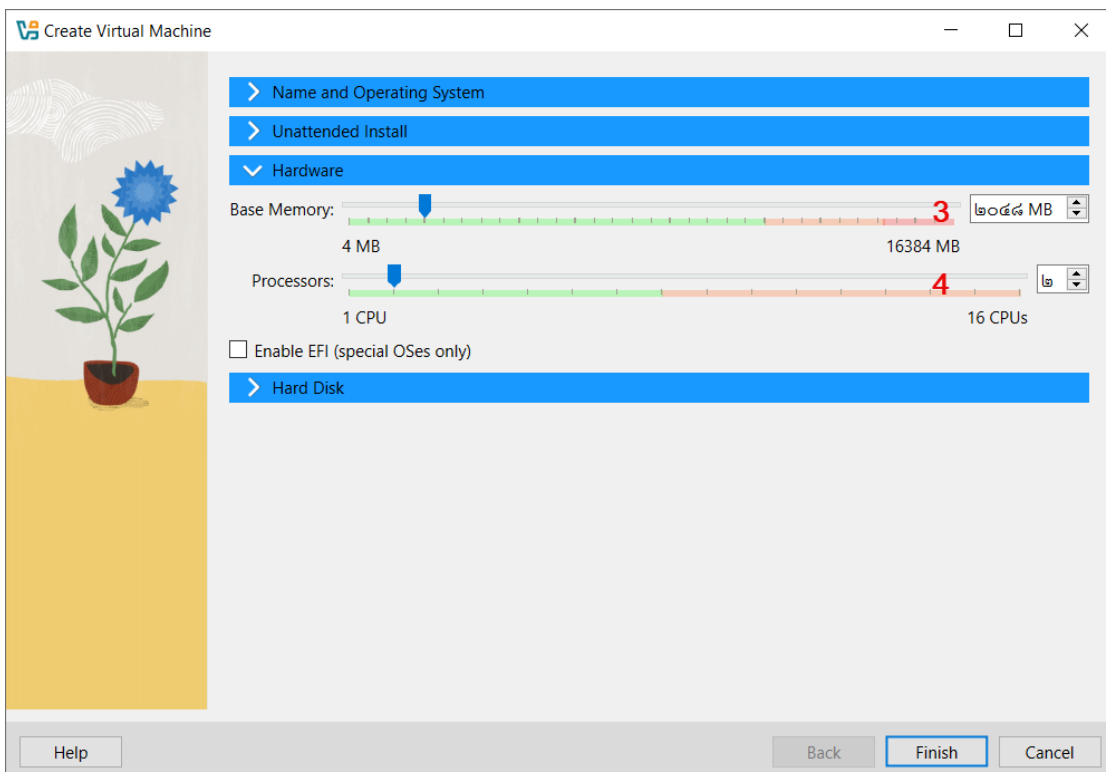 Create Virtual Machine
Name and Operating System
Unattended Install
Hardware
Base Memory: 3 ๒๐๔๘ MB
4 MB 16384 MB
Processors: 4 ๒
1 CPU 16 CPUs
Enable EFI (special OSes only)
Hard Disk
Help Back Finish Cancel